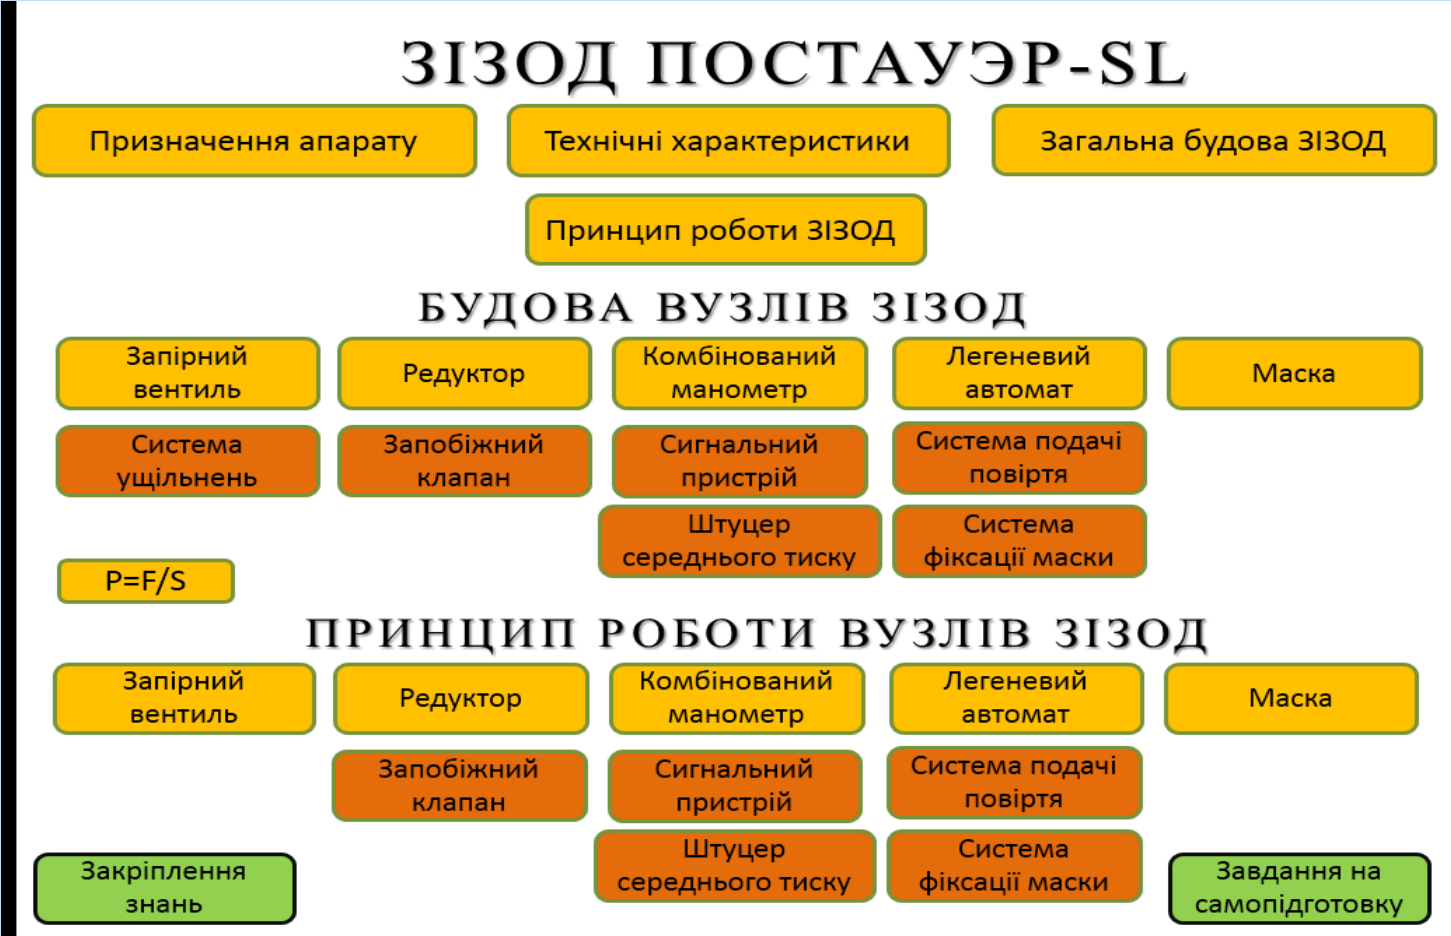 ЗІЗОД ПОСТАУЭР-SL
Призначення апарату
Технічні характеристики
Загальна будова ЗІЗОД
Принцип роботи ЗІЗОД
БУДОВА ВУЗЛІВ ЗІЗОД
Запірний
вентиль
Редуктор
Комбінований
манометр
Легеневий
автомат
Маска
Система
ущільнень
Запобіжний
клапан
Сигнальний
пристрій
Система подачі
повіртя
Штуцер
середнього тиску
Система
фіксації маски
P=F/S
ПРИНЦИП РОБОТИ ВУЗЛІВ ЗІЗОД
Запірний
вентиль
Редуктор
Комбінований
манометр
Легеневий
автомат
Маска
Запобіжний
клапан
Сигнальний
пристрій
Система подачі
повіртя
Штуцер
середнього тиску
Система
фіксації маски
Закріплення
знань
Завдання на
самопідготовку